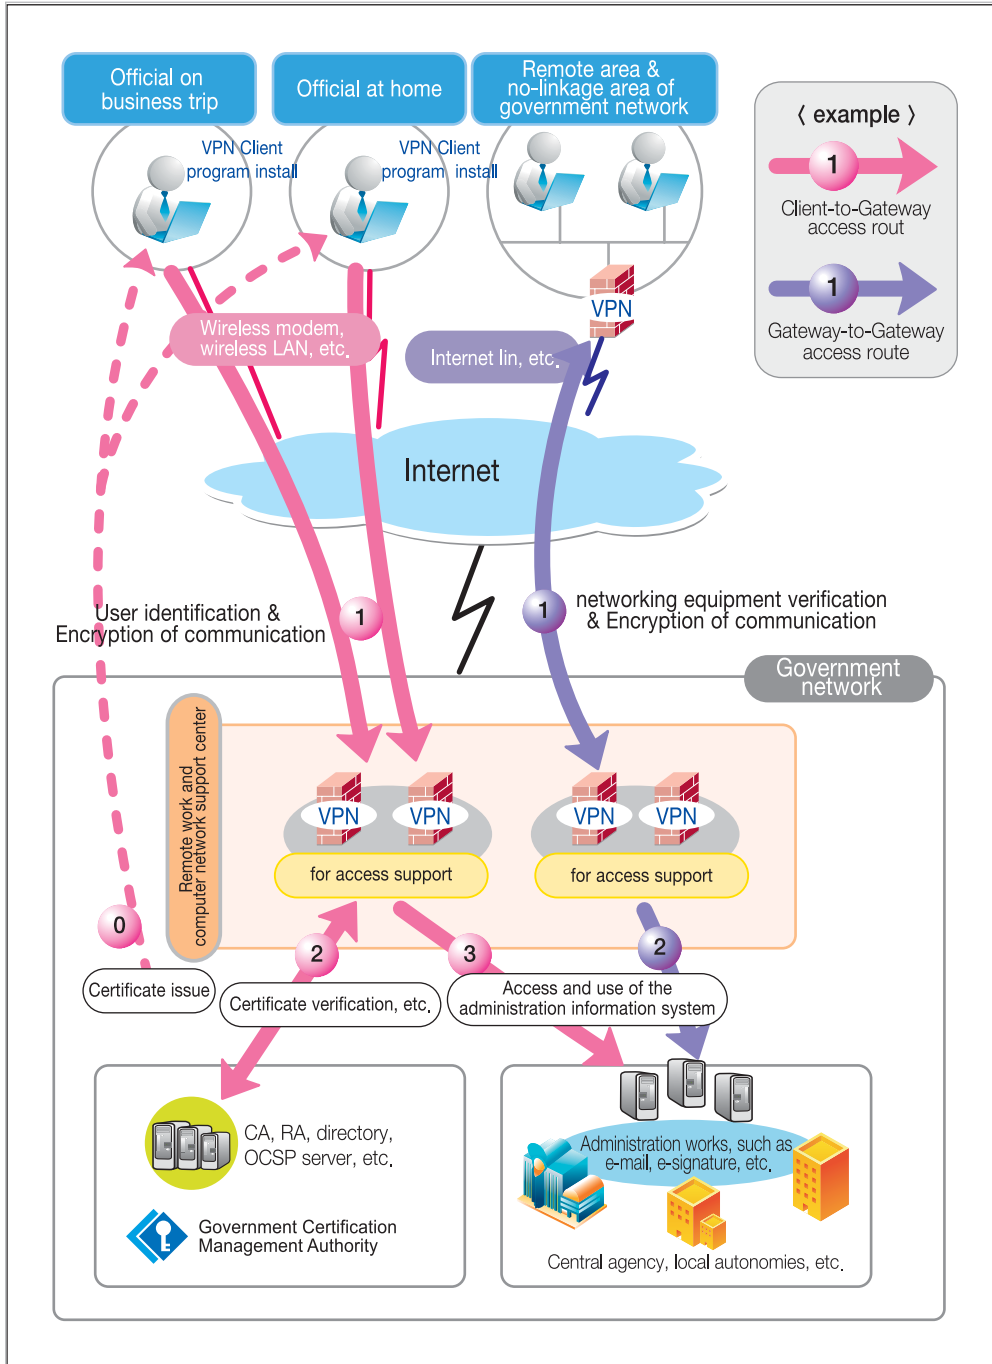 Official on
business trip
Official at home
Remote area &
no-linkage area of
government network
〈 example 〉
1
Client-to-Gateway
access rout
1
Gateway-to-Gateway
access route
VPN Client
program install
VPN Client
program install
VPN
Wireless modem,
wireless LAN, etc.
Internet lin, etc.
Internet
User identification &
Encryption of communication
1
1
networking equipment verification
& Encryption of communication
Government
network
Remote work and
computer network support center
VPN
VPN
for access support
VPN
VPN
for access support
0
2
3
2
Certificate issue
Certificate verification, etc.
Access and use of the
administration information system
CA, RA, directory,
OCSP server, etc.
Government Certification
Management Authority
Administration works, such as
e-mail, e-signature, etc.
Central agency, local autonomies, etc.